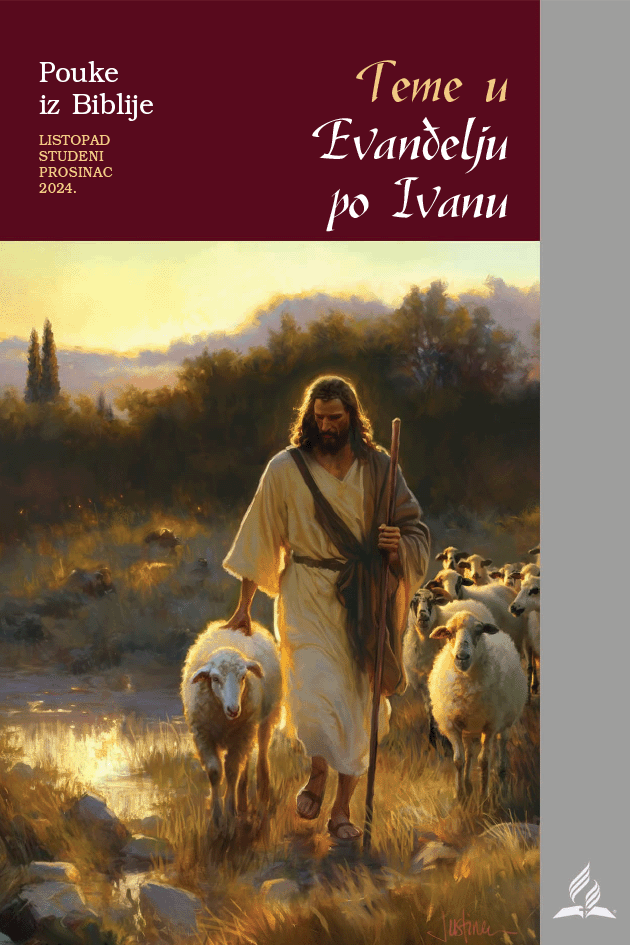 Pouke
iz Biblije
LISTOPAD
STUDENI
PROSINAC
2024.
Teme u
Evanđelju
po Ivanu